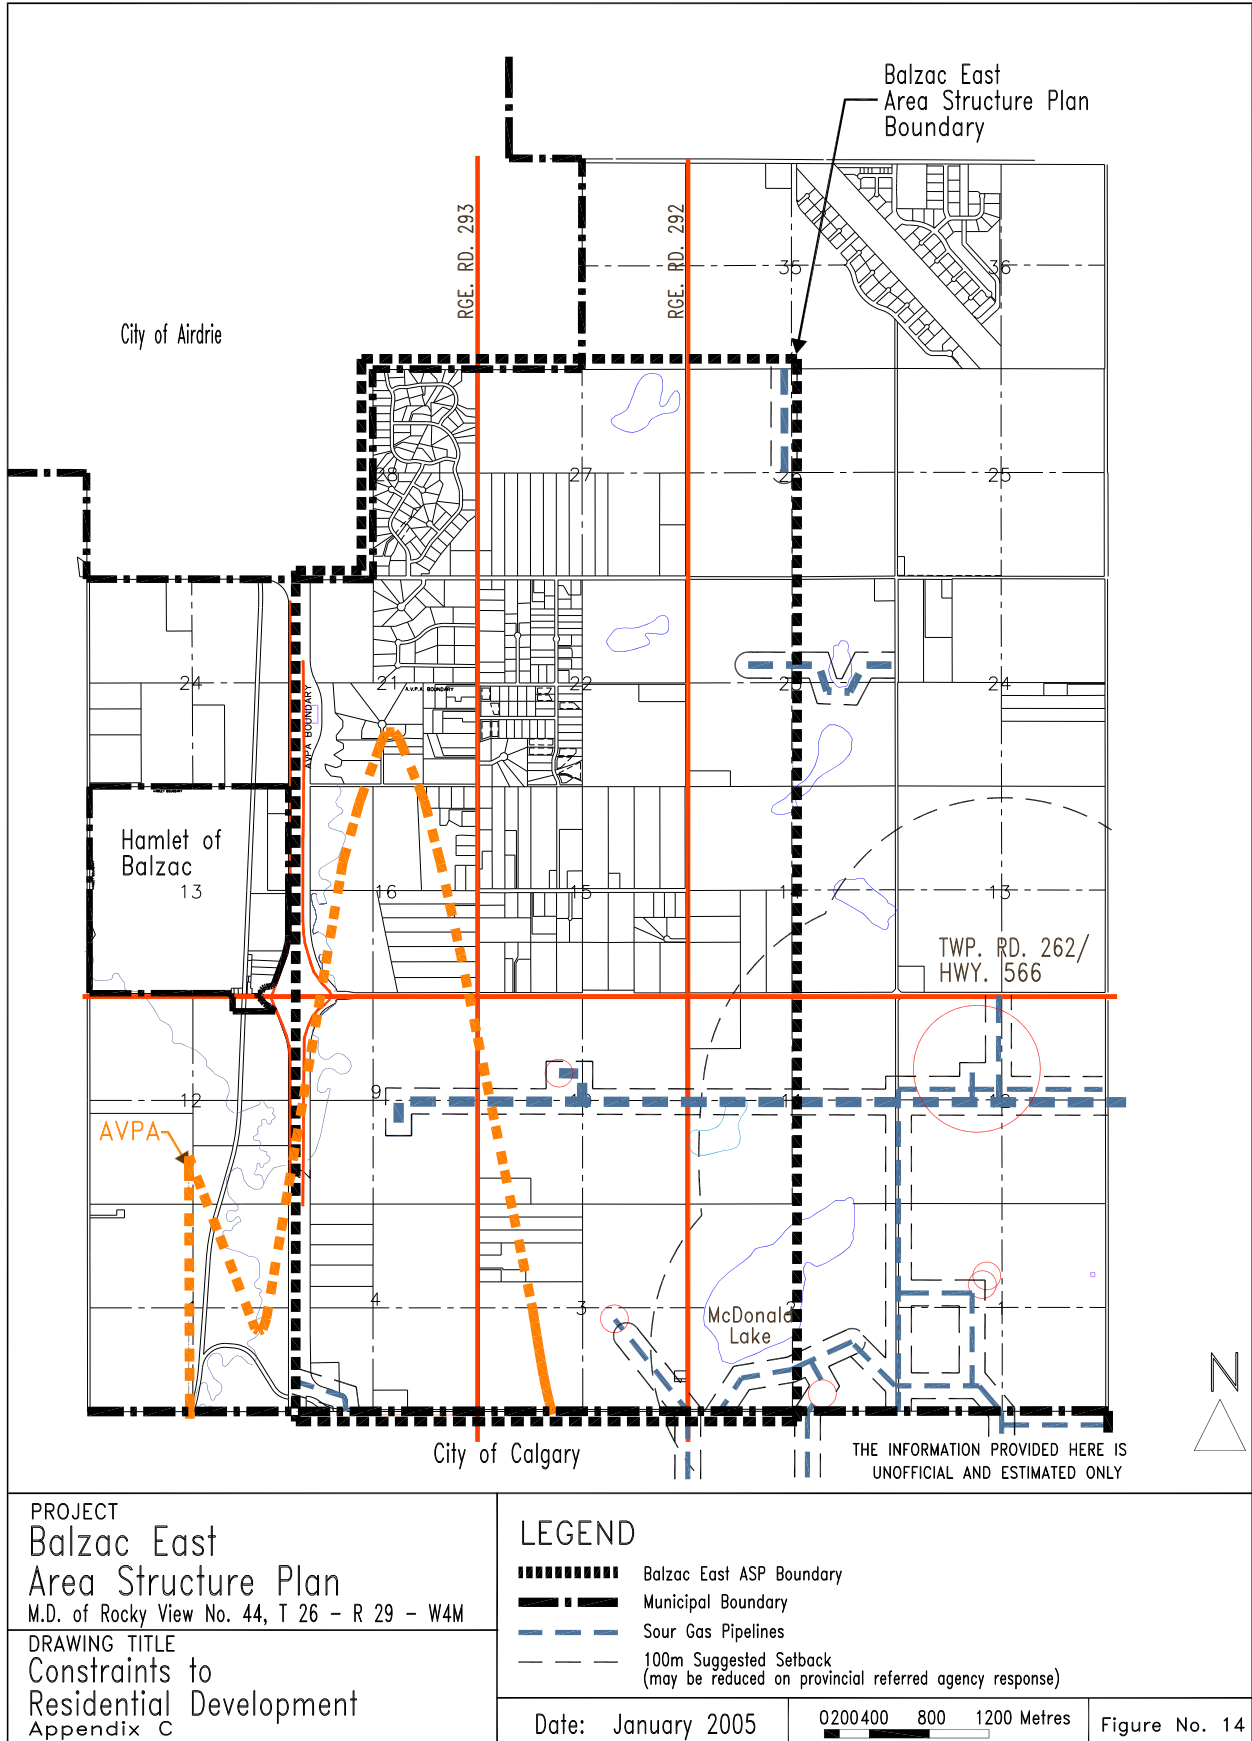 Balzac East
Area Structure Plan
Boundary
RGE. RD. 293
RGE. RD. 292
35
36
City of Airdrie
28
27
26
25
24
21
A.V.P.A. BOUNDARY
22
23
24
AVPA BOUNDARY
HAMLET BOUNDARY
Hamlet of
Balzac
13
16
15
13
TWP. RD. 262/
HWY. 566
12
9
10
11
12
AVPA
4
3
2
1
McDonald
Lake
N
City of Calgary
THE INFORMATION PROVIDED HERE IS
UNOFFICIAL AND ESTIMATED ONLY
PROJECT
Balzac East
Area Structure Plan
M.D. of Rocky View No. 44, T 26 - R 29 - W4M
DRAWING TITLE
Constraints to
Residential Development
Appendix C
LEGEND
Balzac East ASP Boundary
Municipal Boundary
Sour Gas Pipelines
100m Suggested Setback
(may be reduced on provincial referred agency response)
Date: January 2005
0 200 400 800 1200 Metres
Figure No. 14